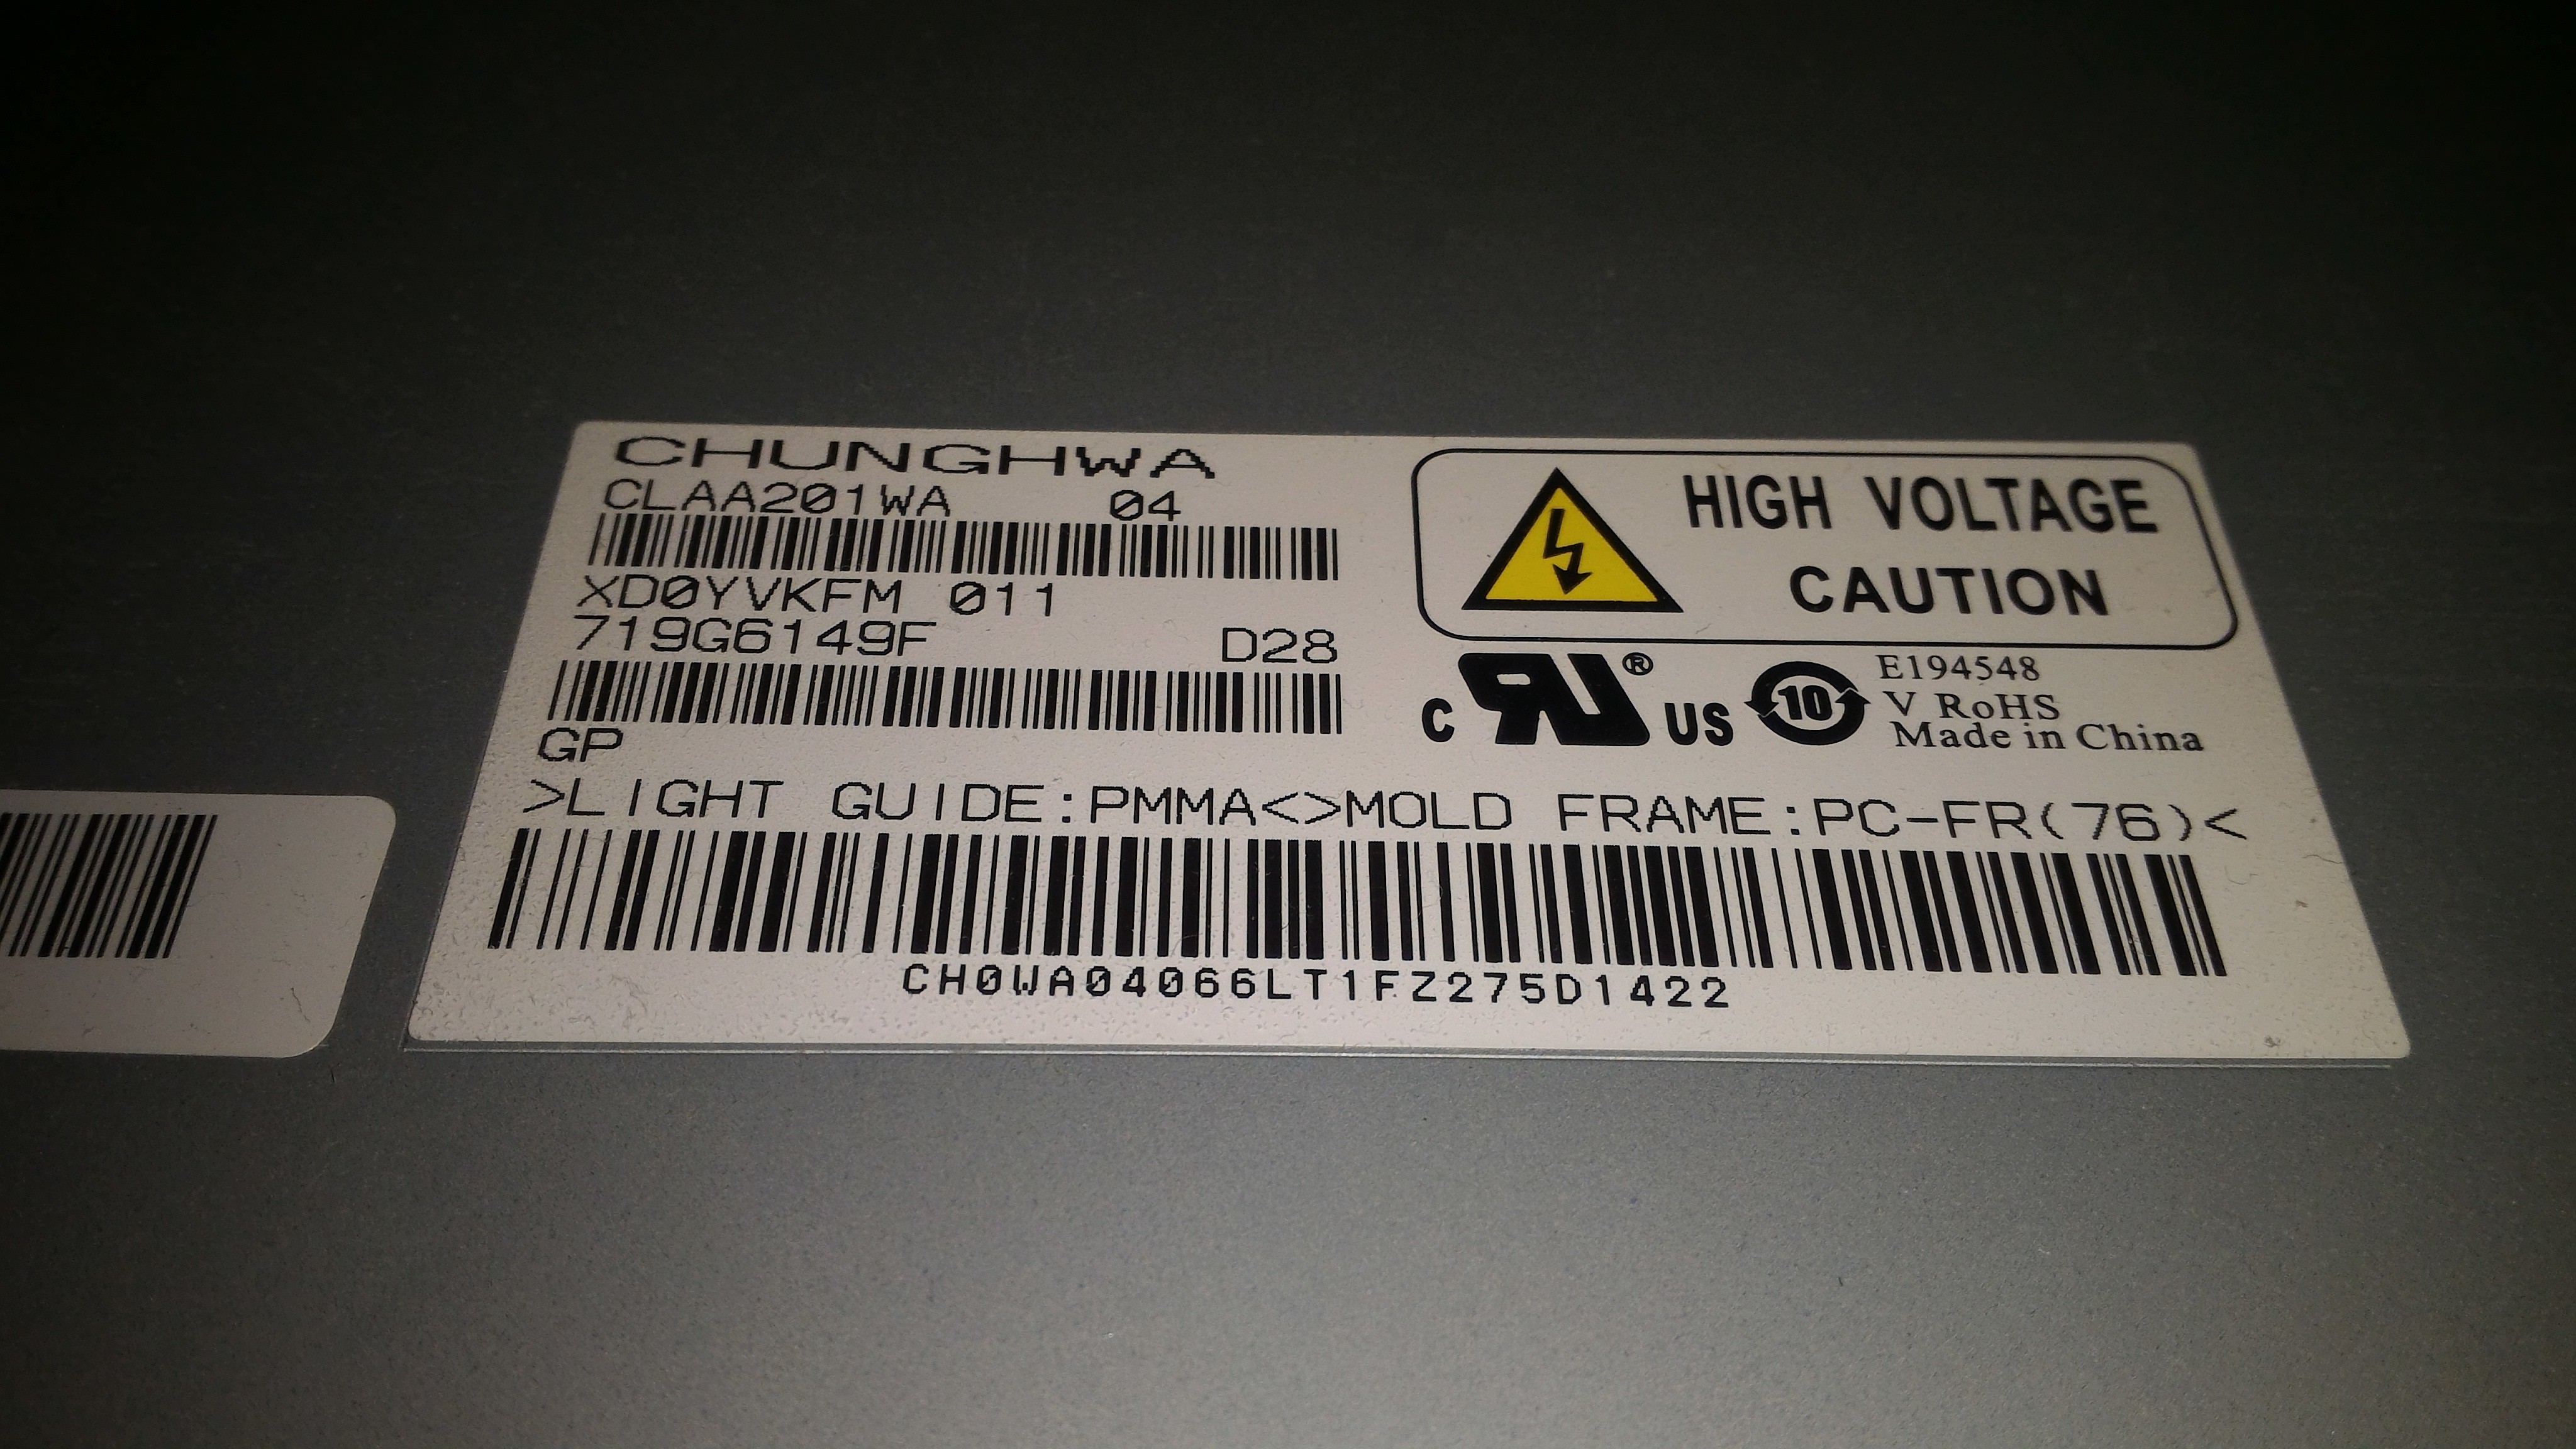 CHUNGHWA
CLAA201WA 04
XD0YVKFM 011
719G6149F D28
GP
HIGH VOLTAGE
CAUTION
C RU® US
10
E194548
V RoHS
Made in China
>LIGHT GUIDE:PMMA<>MOLD FRAME:PC-FR(76)<
CH0WA04066LT1FZ275D1422